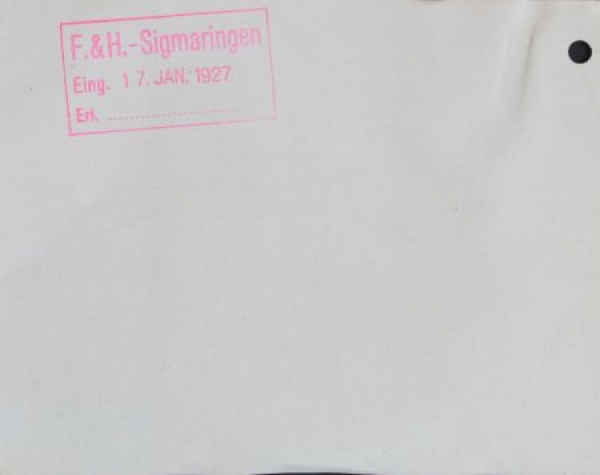 F. & H. - Sigmaringen
Eing. 17. JAN. 1927
Erl. ........................